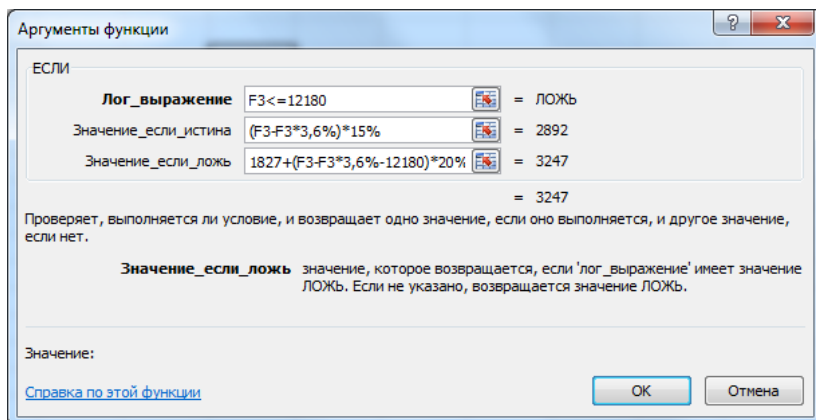 Аргументы функции
ЕСЛИ
Лог_выражение F3<=12180 = ЛОЖЬ
Значение_если_истина (F3-F3*3,6%)*15% = 2892
Значение_если_ложь 1827+(F3-F3*3,6%-12180)*20% = 3247
= 3247
Проверяет, выполняется ли условие, и возвращает одно значение, если оно выполняется, и другое значение,
если нет.
Значение_если_ложь значение, которое возвращается, если 'лог_выражение' имеет значение
ЛОЖЬ. Если не указано, возвращается значение ЛОЖЬ.
Значение:
Справка по этой функции
ОК
Отмена